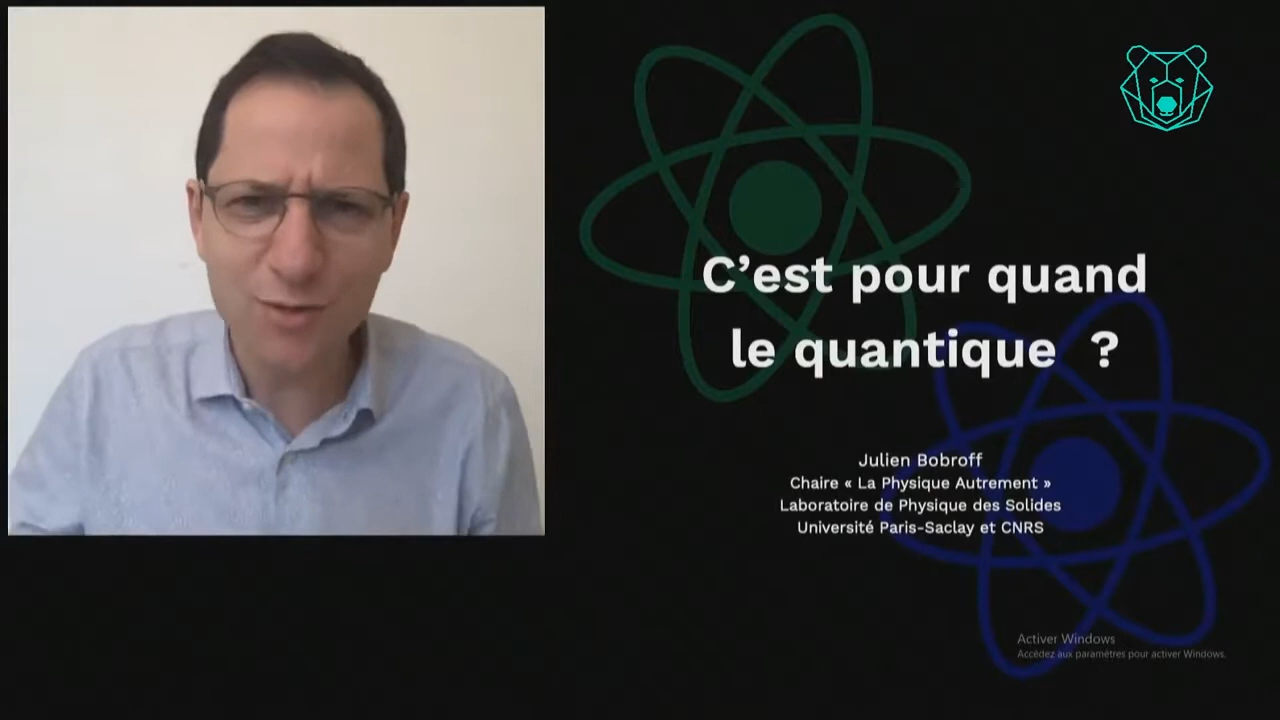 C’est pour quand
le quantique ?
Julien Bobroff
Chaire « La Physique Autrement »
Laboratoire de Physique des Solides
Université Paris-Saclay et CNRS
Activer Windows
Accédez aux paramètres pour activer Windows.